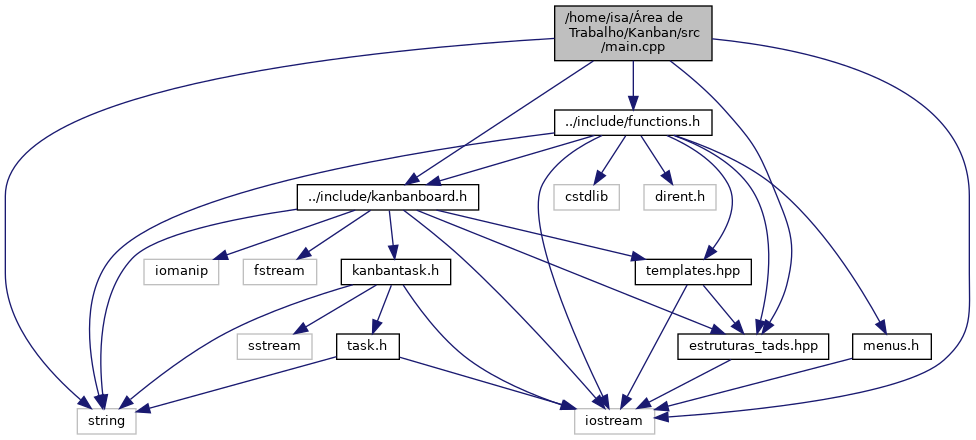 /home/isa/Área de
Trabalho/Kanban/src
/main.cpp
../include/functions.h
../include/kanbanboard.h
cstdlib
dirent.h
iomanip
fstream
kanbantask.h
templates.hpp
sstream
task.h
estruturas_tads.hpp
menus.h
string
iostream